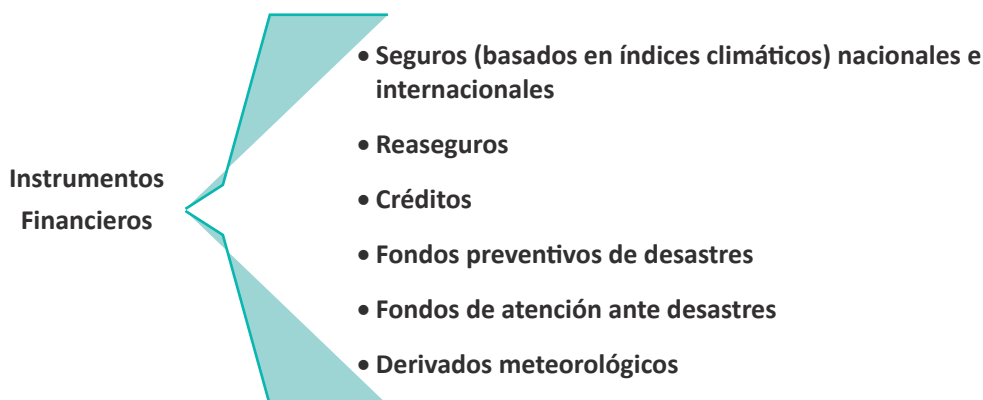 Instrumentos
Financieros
• Seguros (basados en índices climáticos) nacionales e
internacionales
• Reaseguros
• Créditos
• Fondos preventivos de desastres
• Fondos de atención ante desastres
• Derivados meteorológicos